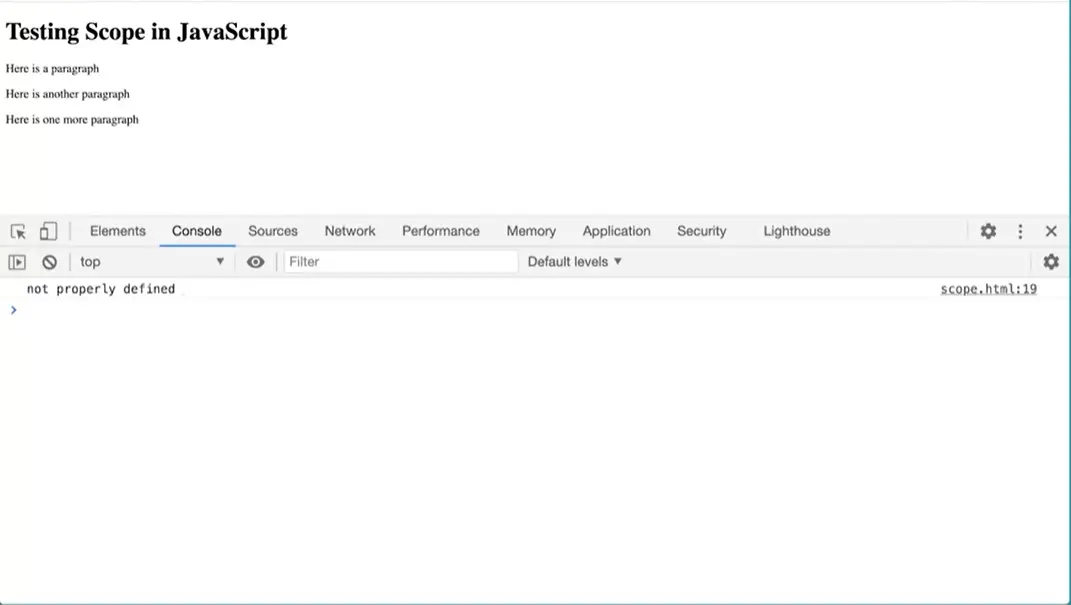 Testing Scope in JavaScript
Here is a paragraph
Here is another paragraph
Here is one more paragraph
Elements Console Sources Network Performance Memory Application Security Lighthouse
top Filter Default levels
not properly defined scope.html:19